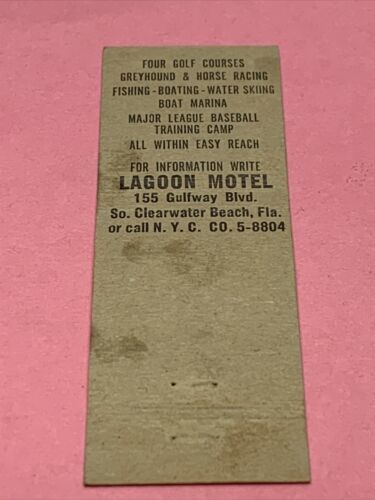 FOUR GOLF COURSES
GREYHOUND & HORSE RACING
FISHING - BOATING - WATER SKIING
BOAT MARINA
MAJOR LEAGUE BASEBALL
TRAINING CAMP
ALL WITHIN EASY REACH
FOR INFORMATION WRITE
LAGOON MOTEL
155 Gulfway Blvd.
So. Clearwater Beach, Fla.
or call N. Y. C. CO. 5-8804